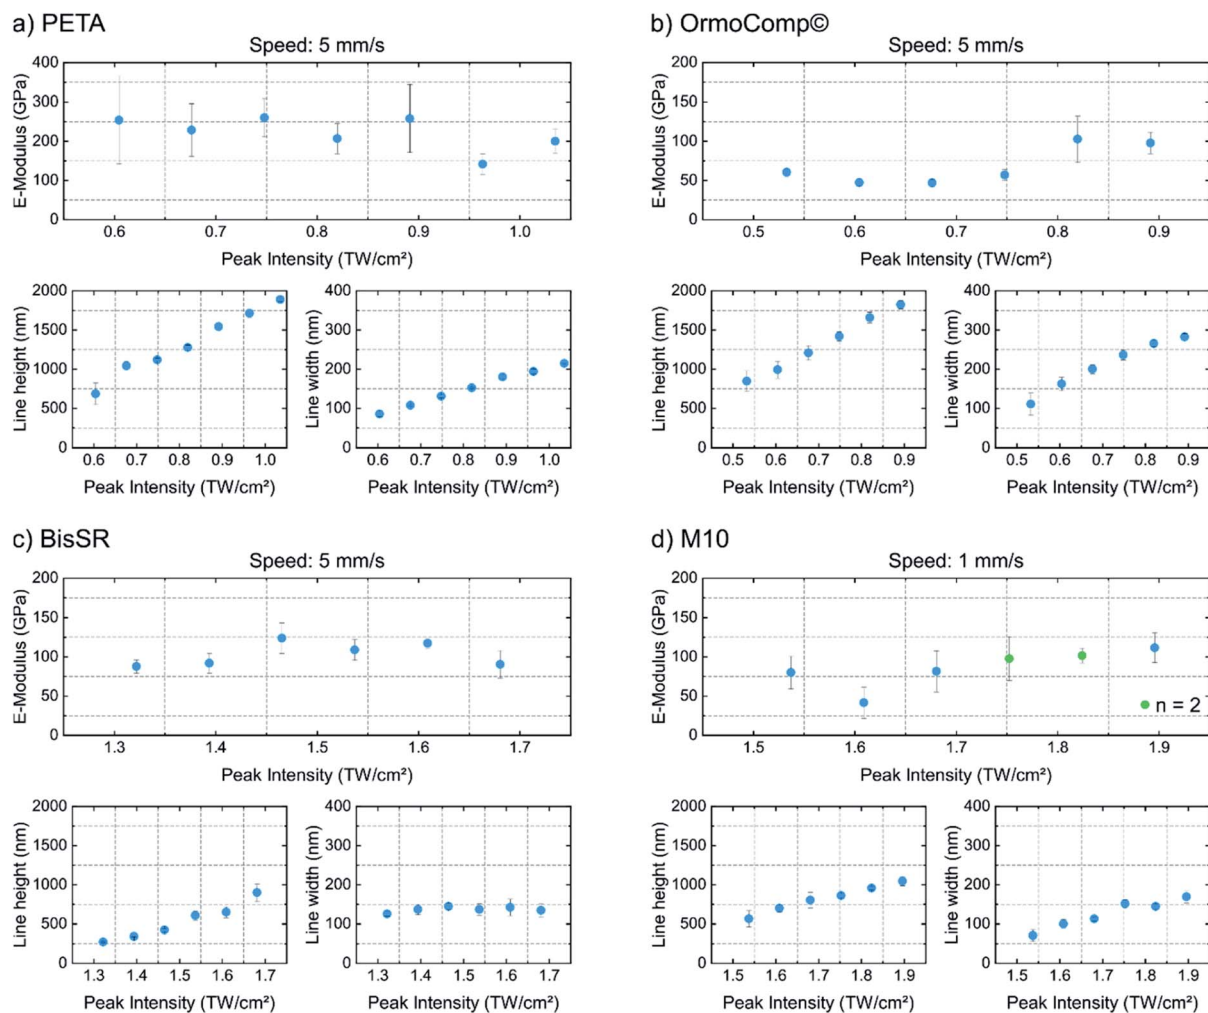 a) PETA
Speed: 5 mm/s
E-Modulus (GPa)
400
300
200
100
0
0.6 0.7 0.8 0.9 1.0
Peak Intensity (TW/cm²)
Line height (nm)
2000
1500
1000
500
0
0.6 0.7 0.8 0.9 1.0
Peak Intensity (TW/cm²)
Line width (nm)
400
300
200
100
0
0.6 0.7 0.8 0.9 1.0
Peak Intensity (TW/cm²)
b) OrmoComp©
Speed: 5 mm/s
E-Modulus (GPa)
200
150
100
50
0
0.5 0.6 0.7 0.8 0.9
Peak Intensity (TW/cm²)
Line height (nm)
2000
1500
1000
500
0
0.5 0.6 0.7 0.8 0.9
Peak Intensity (TW/cm²)
Line width (nm)
400
300
200
100
0
0.5 0.6 0.7 0.8 0.9
Peak Intensity (TW/cm²)
c) BisSR
Speed: 5 mm/s
E-Modulus (GPa)
200
150
100
50
0
1.3 1.4 1.5 1.6 1.7
Peak Intensity (TW/cm²)
Line height (nm)
2000
1500
1000
500
0
1.3 1.4 1.5 1.6 1.7
Peak Intensity (TW/cm²)
Line width (nm)
400
300
200
100
0
1.3 1.4 1.5 1.6 1.7
Peak Intensity (TW/cm²)
d) M10
Speed: 1 mm/s
E-Modulus (GPa)
200
150
100
50
0
n = 2
1.5 1.6 1.7 1.8 1.9
Peak Intensity (TW/cm²)
Line height (nm)
2000
1500
1000
500
0
1.5 1.6 1.7 1.8 1.9
Peak Intensity (TW/cm²)
Line width (nm)
400
300
200
100
0
1.5 1.6 1.7 1.8 1.9
Peak Intensity (TW/cm²)